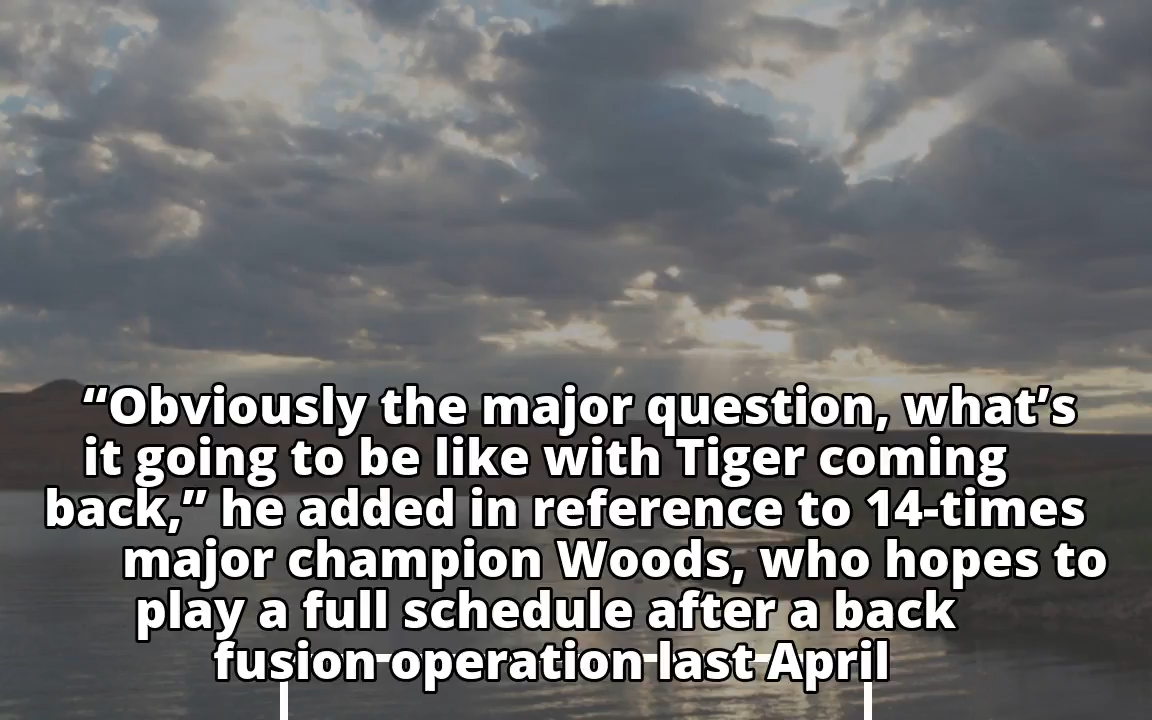 “Obviously the major question, what’s
it going to be like with Tiger coming
back,” he added in reference to 14-times
major champion Woods, who hopes to
play a full schedule after a back
fusion operation last April